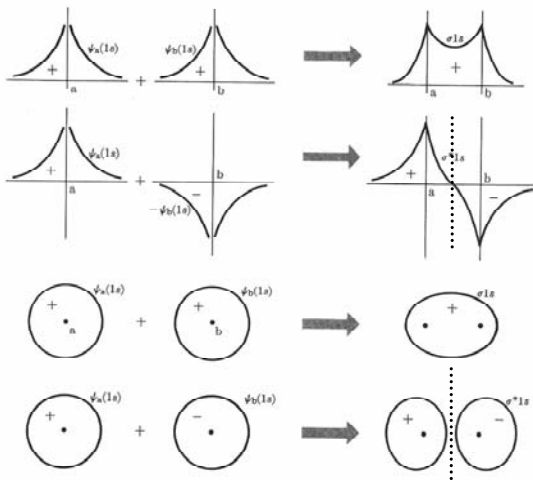 ψa(1s) + ψb(1s) σ1s
+ + +
a b a b
ψa(1s) + b σ*1s b
+ − + −
a −ψb(1s) a
ψa(1s) ψb(1s) σ1s
+ + + +
a b
ψa(1s) ψb(1s) σ*1s
+ + − + −